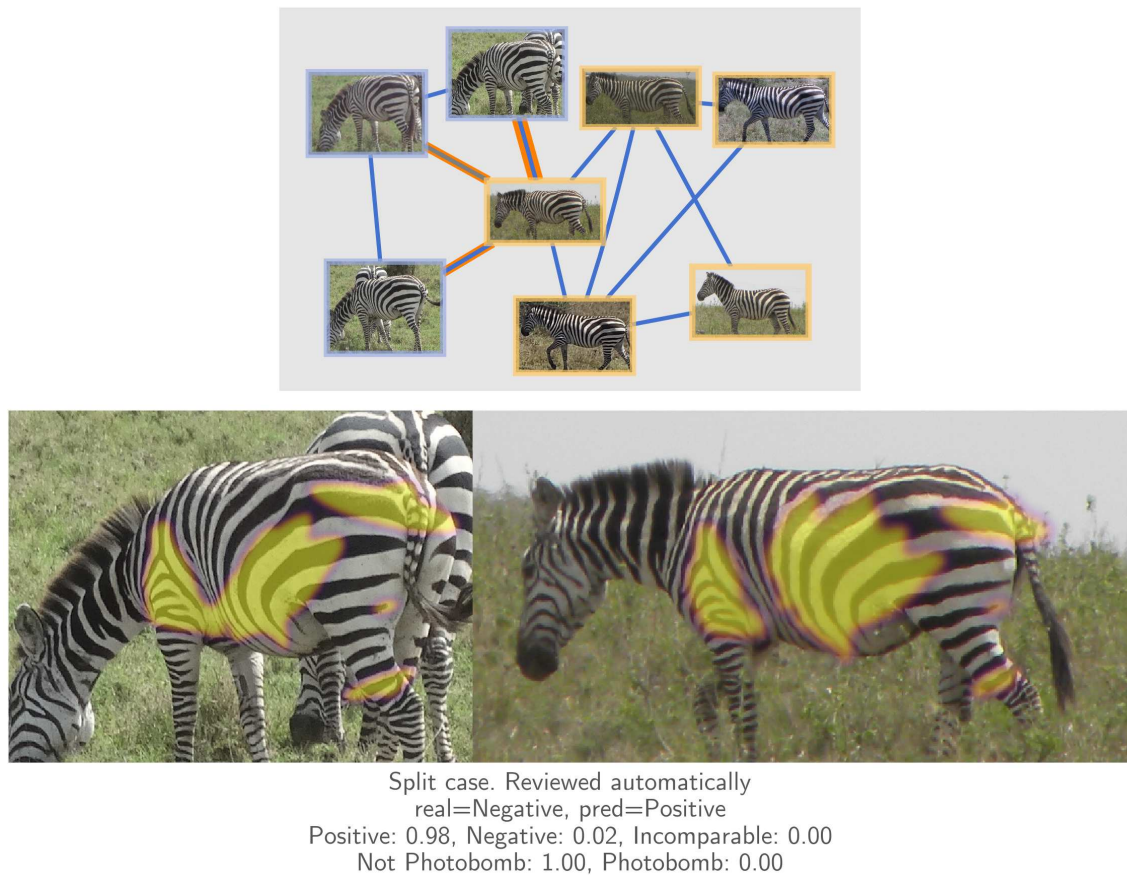 Split case. Reviewed automatically
real=Negative, pred=Positive
Positive: 0.98, Negative: 0.02, Incomparable: 0.00
Not Photobomb: 1.00, Photobomb: 0.00